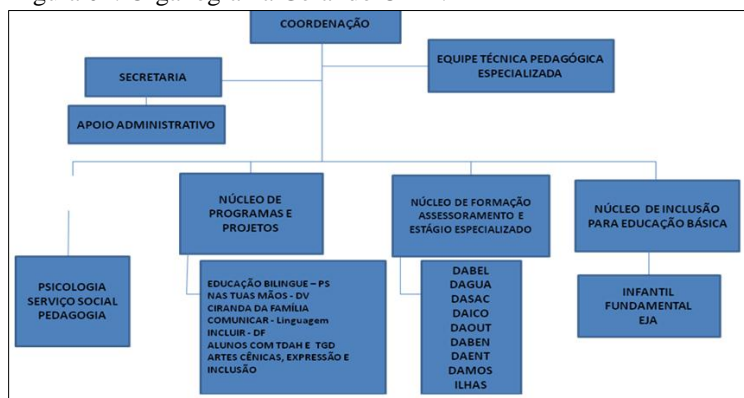 COORDENAÇÃO
EQUIPE TÉCNICA PEDAGÓGICA
ESPECIALIZADA
SECRETARIA
APOIO ADMINISTRATIVO
NÚCLEO DE
PROGRAMAS E
PROJETOS
NÚCLEO DE FORMAÇÃO
ASSESSORAMENTO E
ESTÁGIO ESPECIALIZADO
NÚCLEO DE INCLUSÃO
PARA EDUCAÇÃO BÁSICA
PSICOLOGIA
SERVIÇO SOCIAL
PEDAGOGIA
EDUCAÇÃO BILINGUE – PS
NAS TUAS MÃOS - DV
CIRANDA DA FAMÍLIA
COMUNICAR - Linguagem
INCLUIR - DF
ALUNOS COM TDAH E TGD
ARTES CÊNICAS, EXPRESSÃO E
INCLUSÃO
DABEL
DAGUA
DASAC
DAICO
DAOUT
DABEN
DAENT
DAMOS
ILHAS
INFANTIL
FUNDAMENTAL
EJA